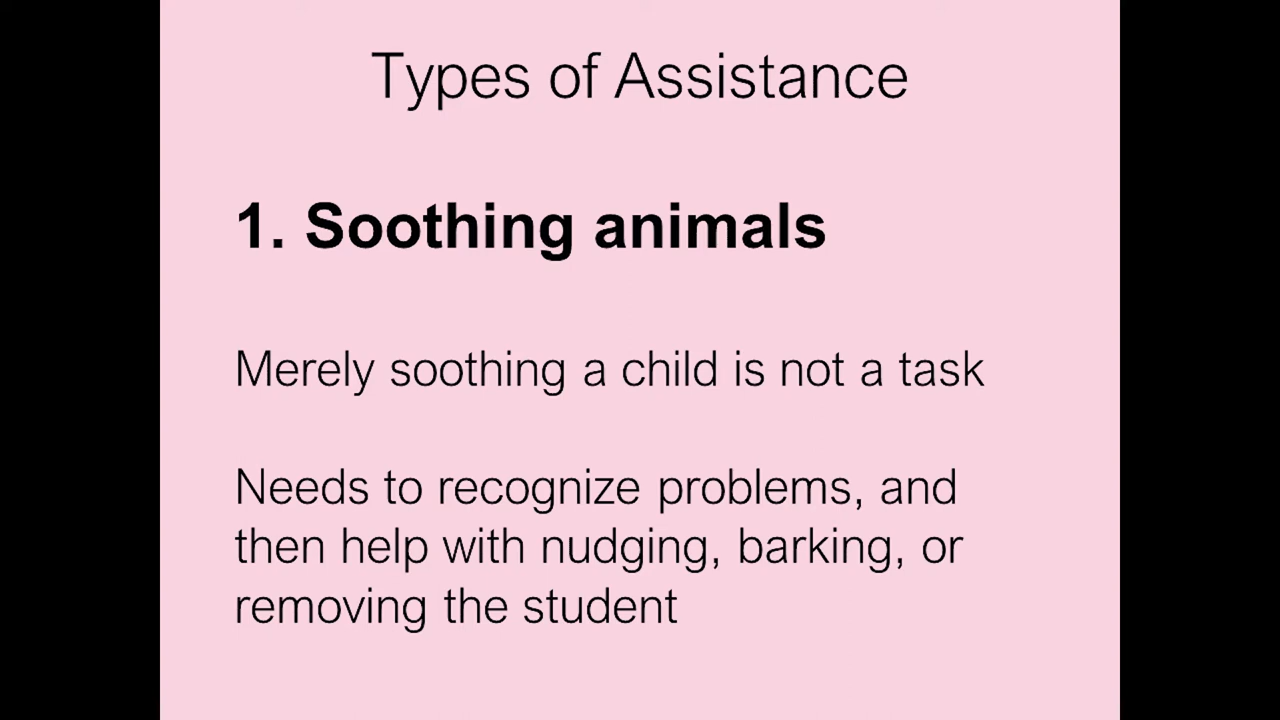 Types of Assistance
1. Soothing animals
Merely soothing a child is not a task
Needs to recognize problems, and
then help with nudging, barking, or
removing the student